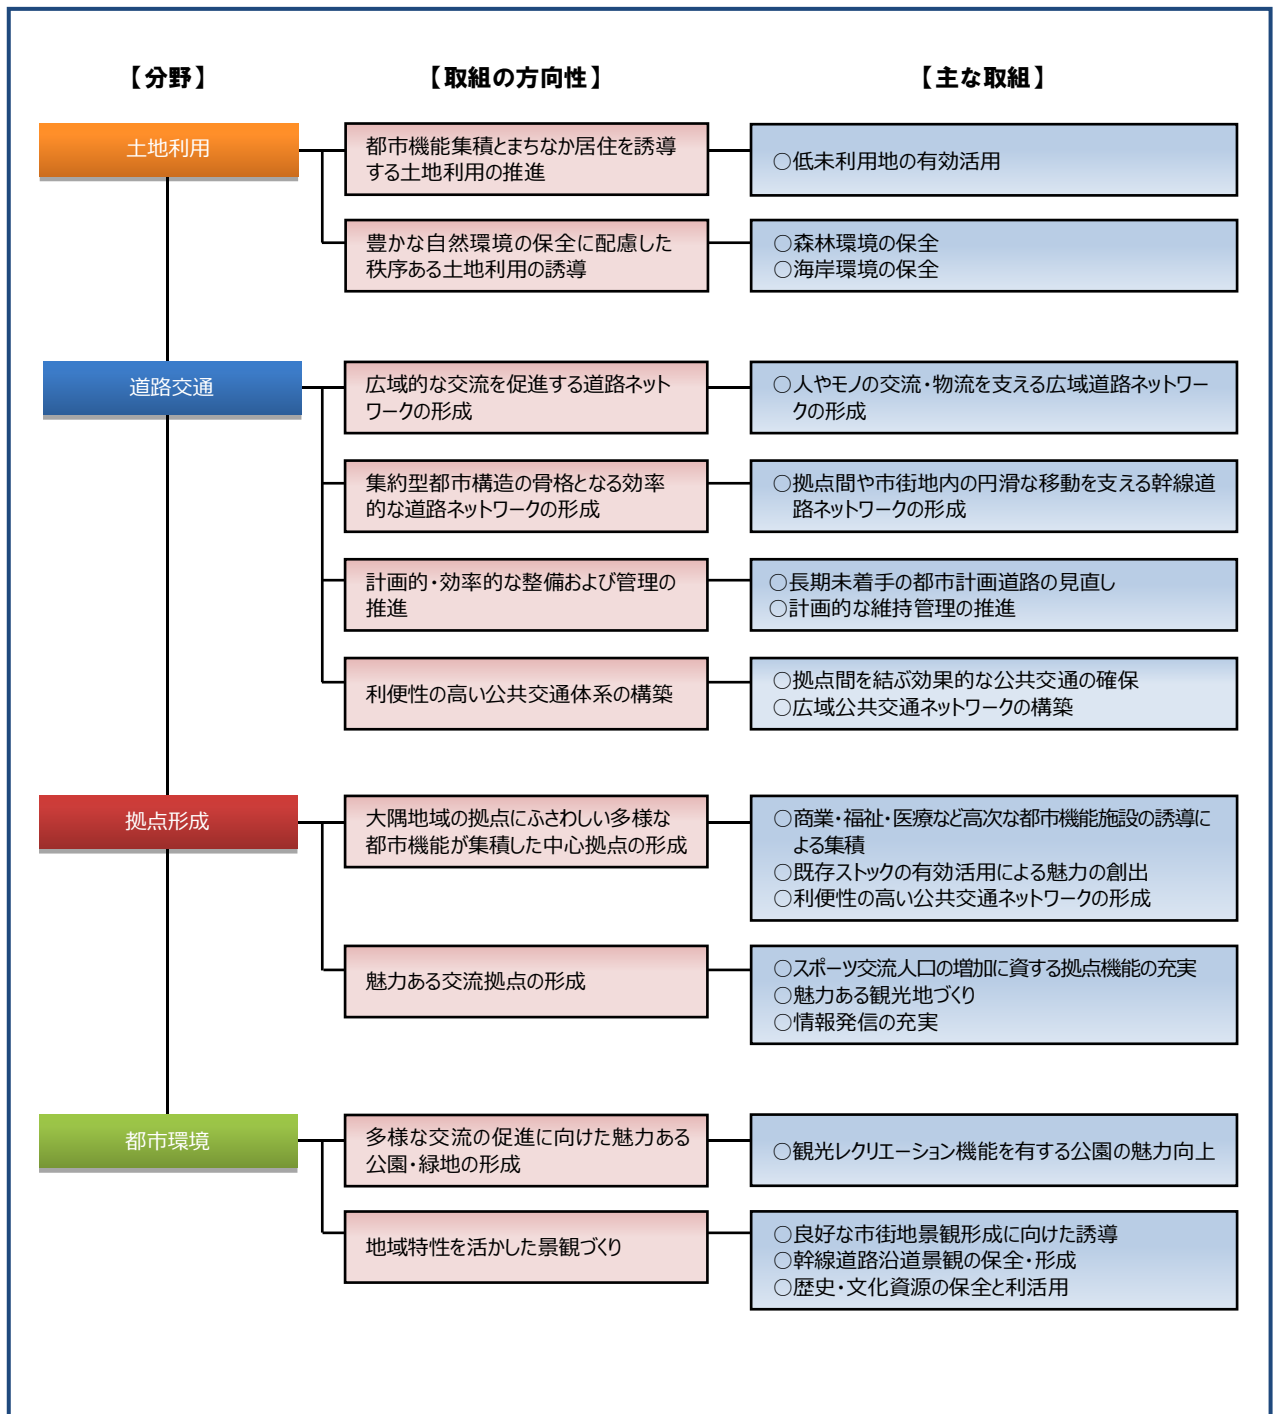 【分野】
【取組の方向性】
【主な取組】
土地利用
都市機能集積とまちなか居住を誘導
する土地利用の推進
○低未利用地の有効活用
豊かな自然環境の保全に配慮した
秩序ある土地利用の誘導
○森林環境の保全
○海岸環境の保全
道路交通
広域的な交流を促進する道路ネット
ワークの形成
○人やモノの交流・物流を支える広域道路ネットワー
クの形成
集約型都市構造の骨格となる効率
的な道路ネットワークの形成
○拠点間や市街地内の円滑な移動を支える幹線道
路ネットワークの形成
計画的・効率的な整備および管理の
推進
○長期未着手の都市計画道路の見直し
○計画的な維持管理の推進
利便性の高い公共交通体系の構築
○拠点間を結ぶ効果的な公共交通の確保
○広域公共交通ネットワークの構築
拠点形成
大隅地域の拠点にふさわしい多様な
都市機能が集積した中心拠点の形成
○商業・福祉・医療など高次な都市機能施設の誘導に
よる集積
○既存ストックの有効活用による魅力の創出
○利便性の高い公共交通ネットワークの形成
魅力ある交流拠点の形成
○スポーツ交流人口の増加に資する拠点機能の充実
○魅力ある観光地づくり
○情報発信の充実
都市環境
多様な交流の促進に向けた魅力ある
公園・緑地の形成
○観光レクリエーション機能を有する公園の魅力向上
地域特性を活かした景観づくり
○良好な市街地景観形成に向けた誘導
○幹線道路沿道景観の保全・形成
○歴史・文化資源の保全と利活用